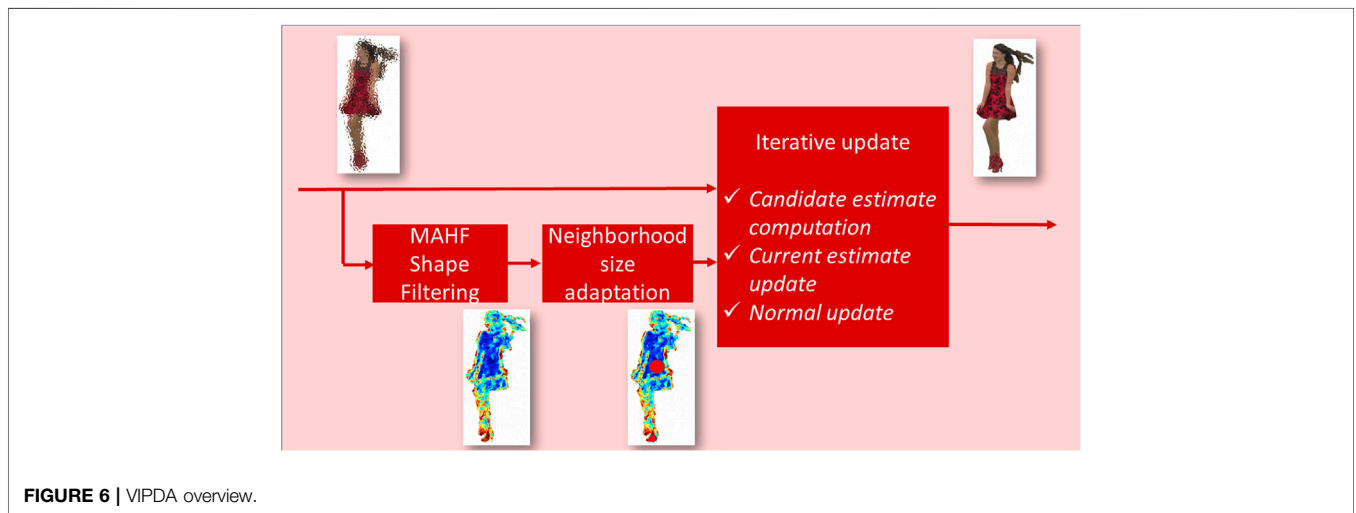 Iterative update
✓ Candidate estimate
computation
✓ Current estimate
update
✓ Normal update
MAHF
Shape
Filtering
Neighborhood
size
adaptation
FIGURE 6 | VIPDA overview.